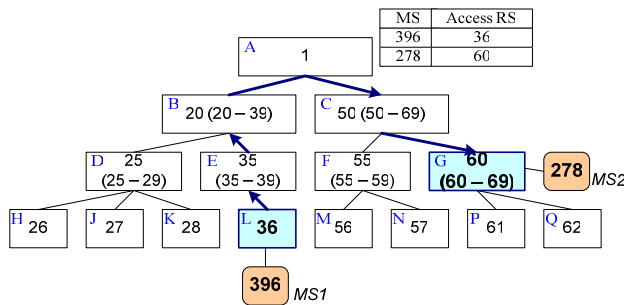 MS Access RS
396 36
278 60
A 1
B 20 (20 – 39)
C 50 (50 – 69)
D 25
(25 – 29)
E 35
(35 – 39)
F 55
(55 – 59)
G 60
(60 – 69)
278 MS2
H 26
J 27
K 28
L 36
M 56
N 57
P 61
Q 62
396 MS1